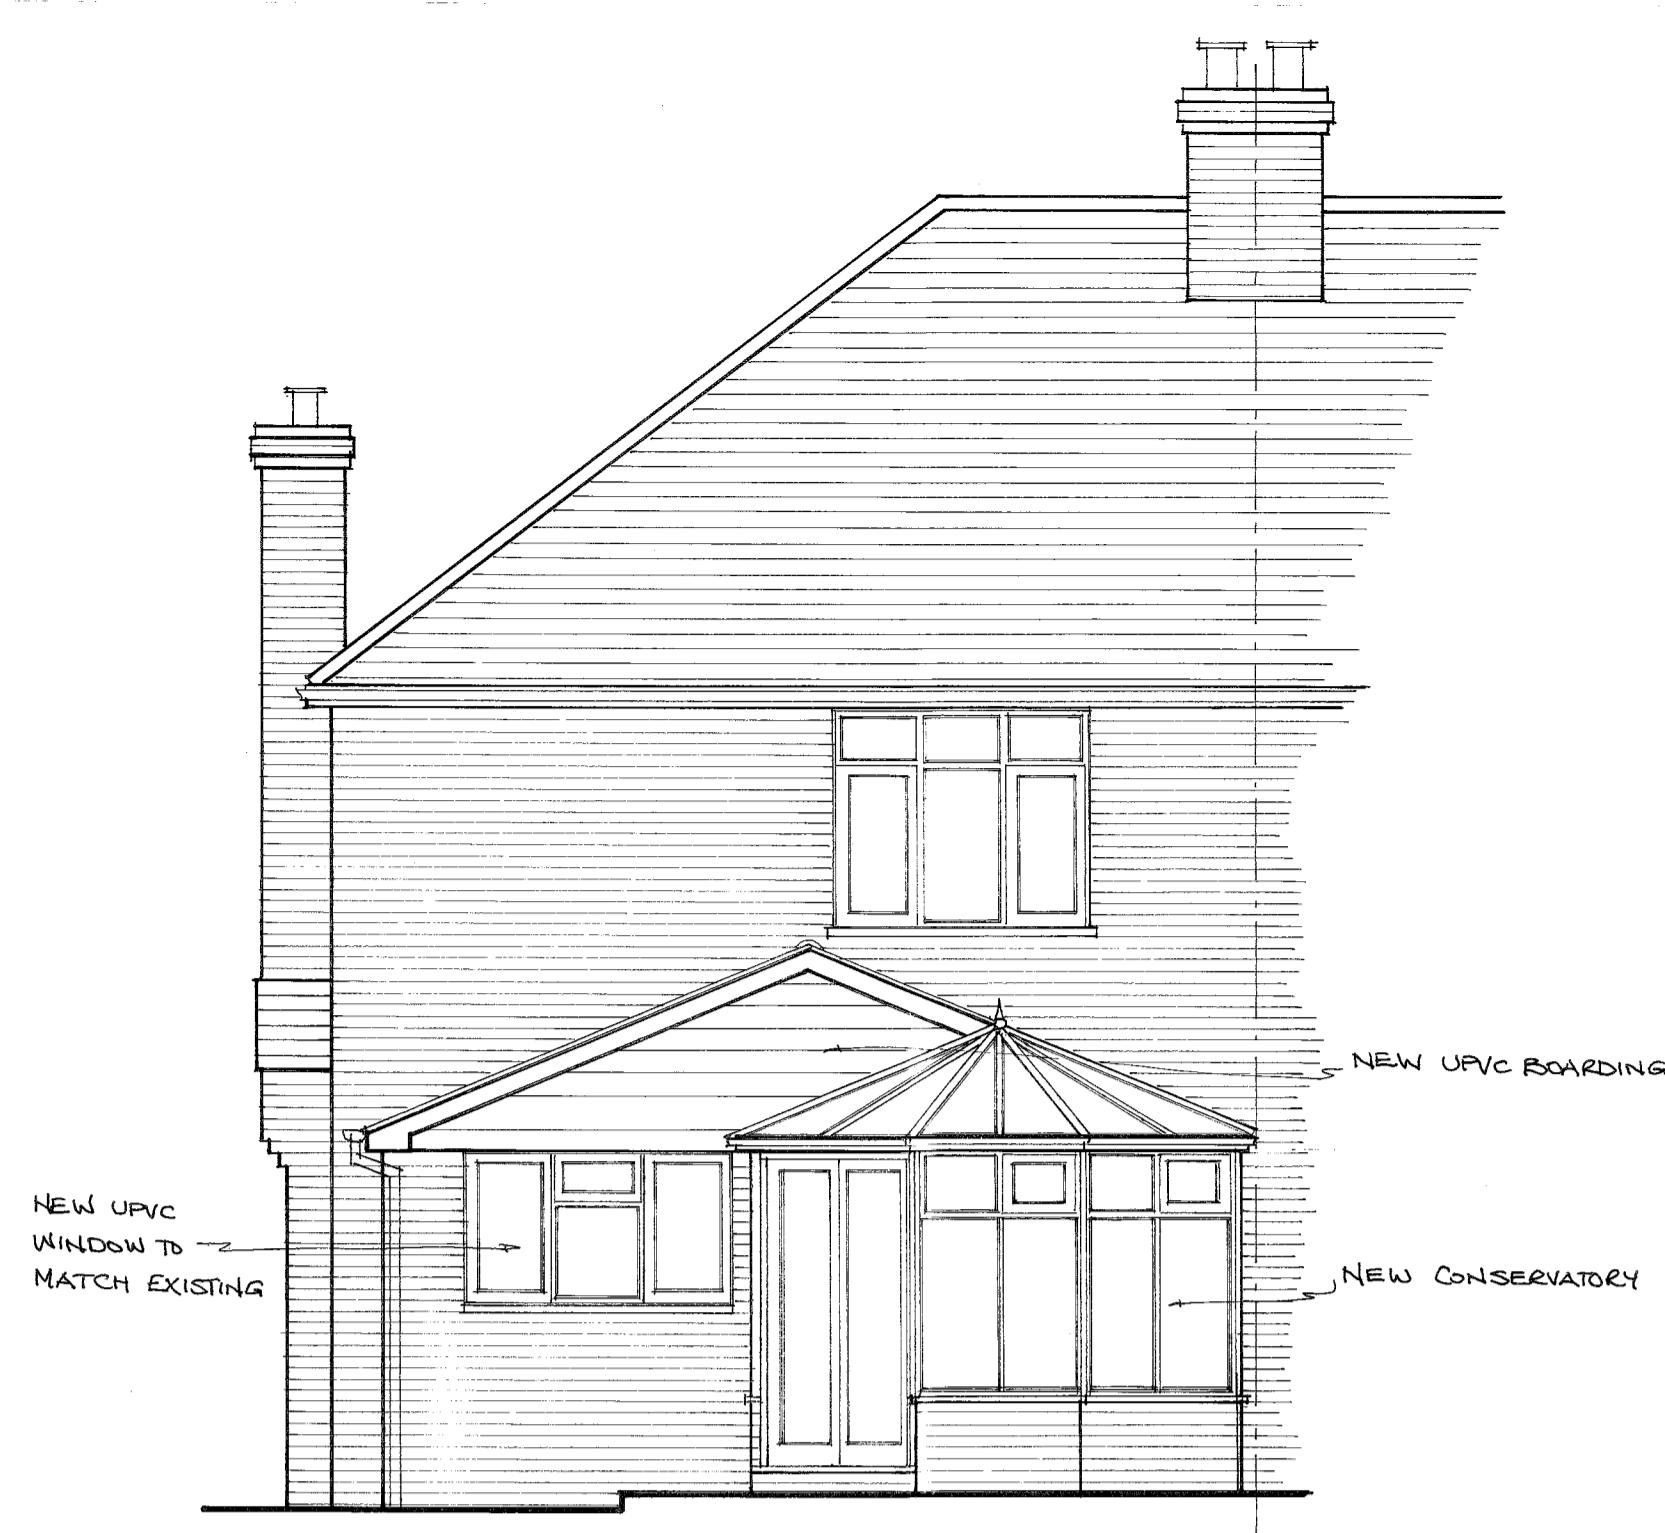 NEW UPVC BOARDING
NEW UPVC
WINDOW TO
MATCH EXISTING
NEW CONSERVATORY